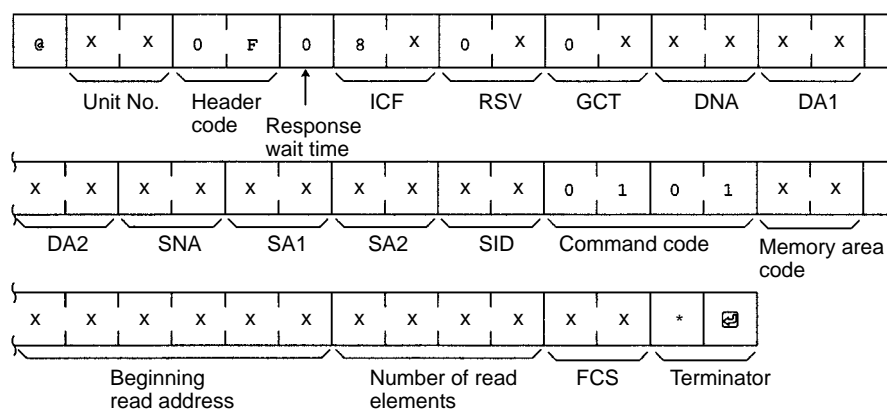 @ X X 0 F 0 8 X 0 X 0 X X X X X
Unit No. Header code Response wait time ICF RSV GCT DNA DA1
X X X X X X X X X X 0 1 0 1 X X
DA2 SNA SA1 SA2 SID Command code Memory area code
X X X X X X X X X X X X * ↵
Beginning read address Number of read elements FCS Terminator